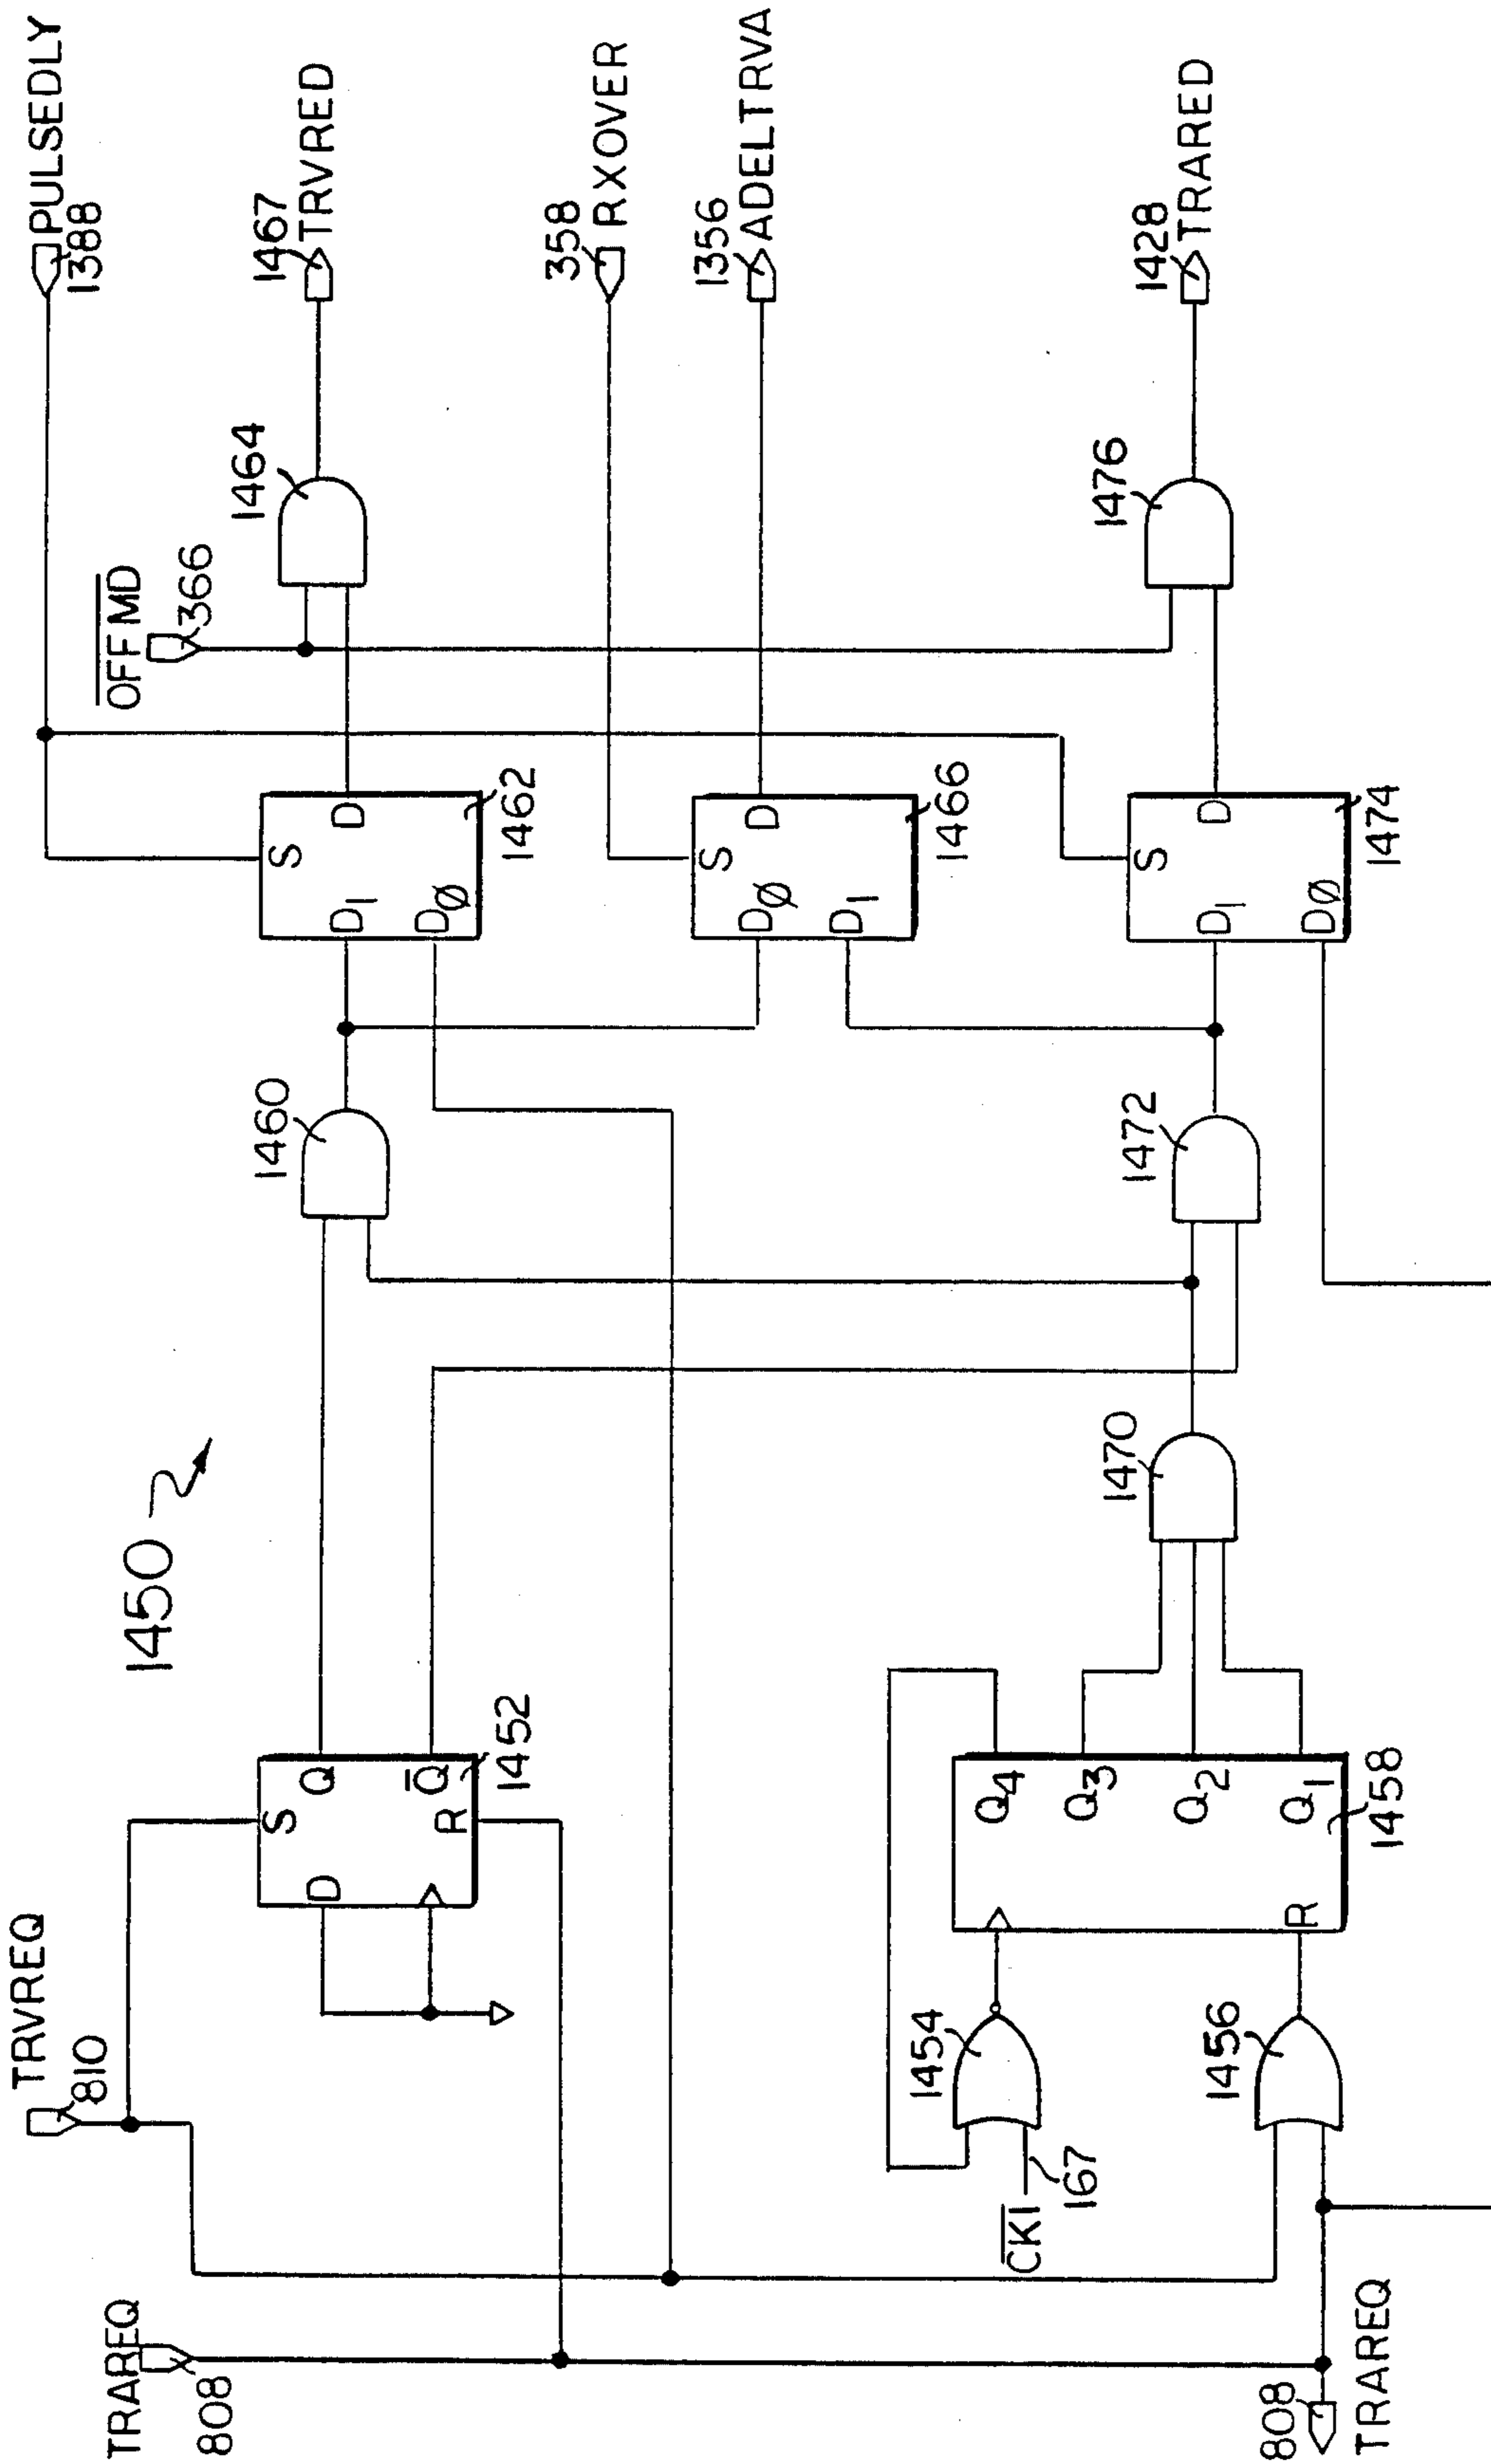 PULSEDLY
1388
1467
TRVRED
358
RXOVER
1356
ADELTRVA
1428
TRARED
1464
1476
OFF MD
366
S
D
D1
DØ
1462
S
D
DØ
D1
1466
S
D
D1
DØ
1474
1460
1472
1450
1470
S
Q
Q̅
D
R
1452
Q4
Q3
Q2
Q1
R
1458
TRVREQ
810
1454
1456
C̅K̅I̅
167
TRAREQ
808
808
TRAREQ